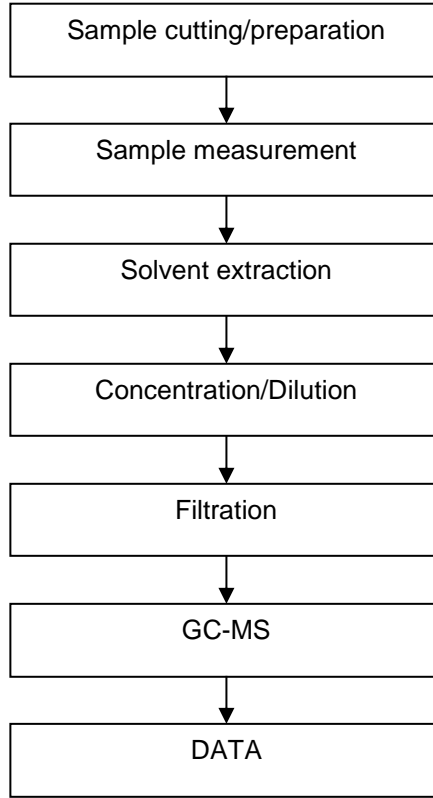 Sample cutting/preparation
Sample measurement
Solvent extraction
Concentration/Dilution
Filtration
GC-MS
DATA